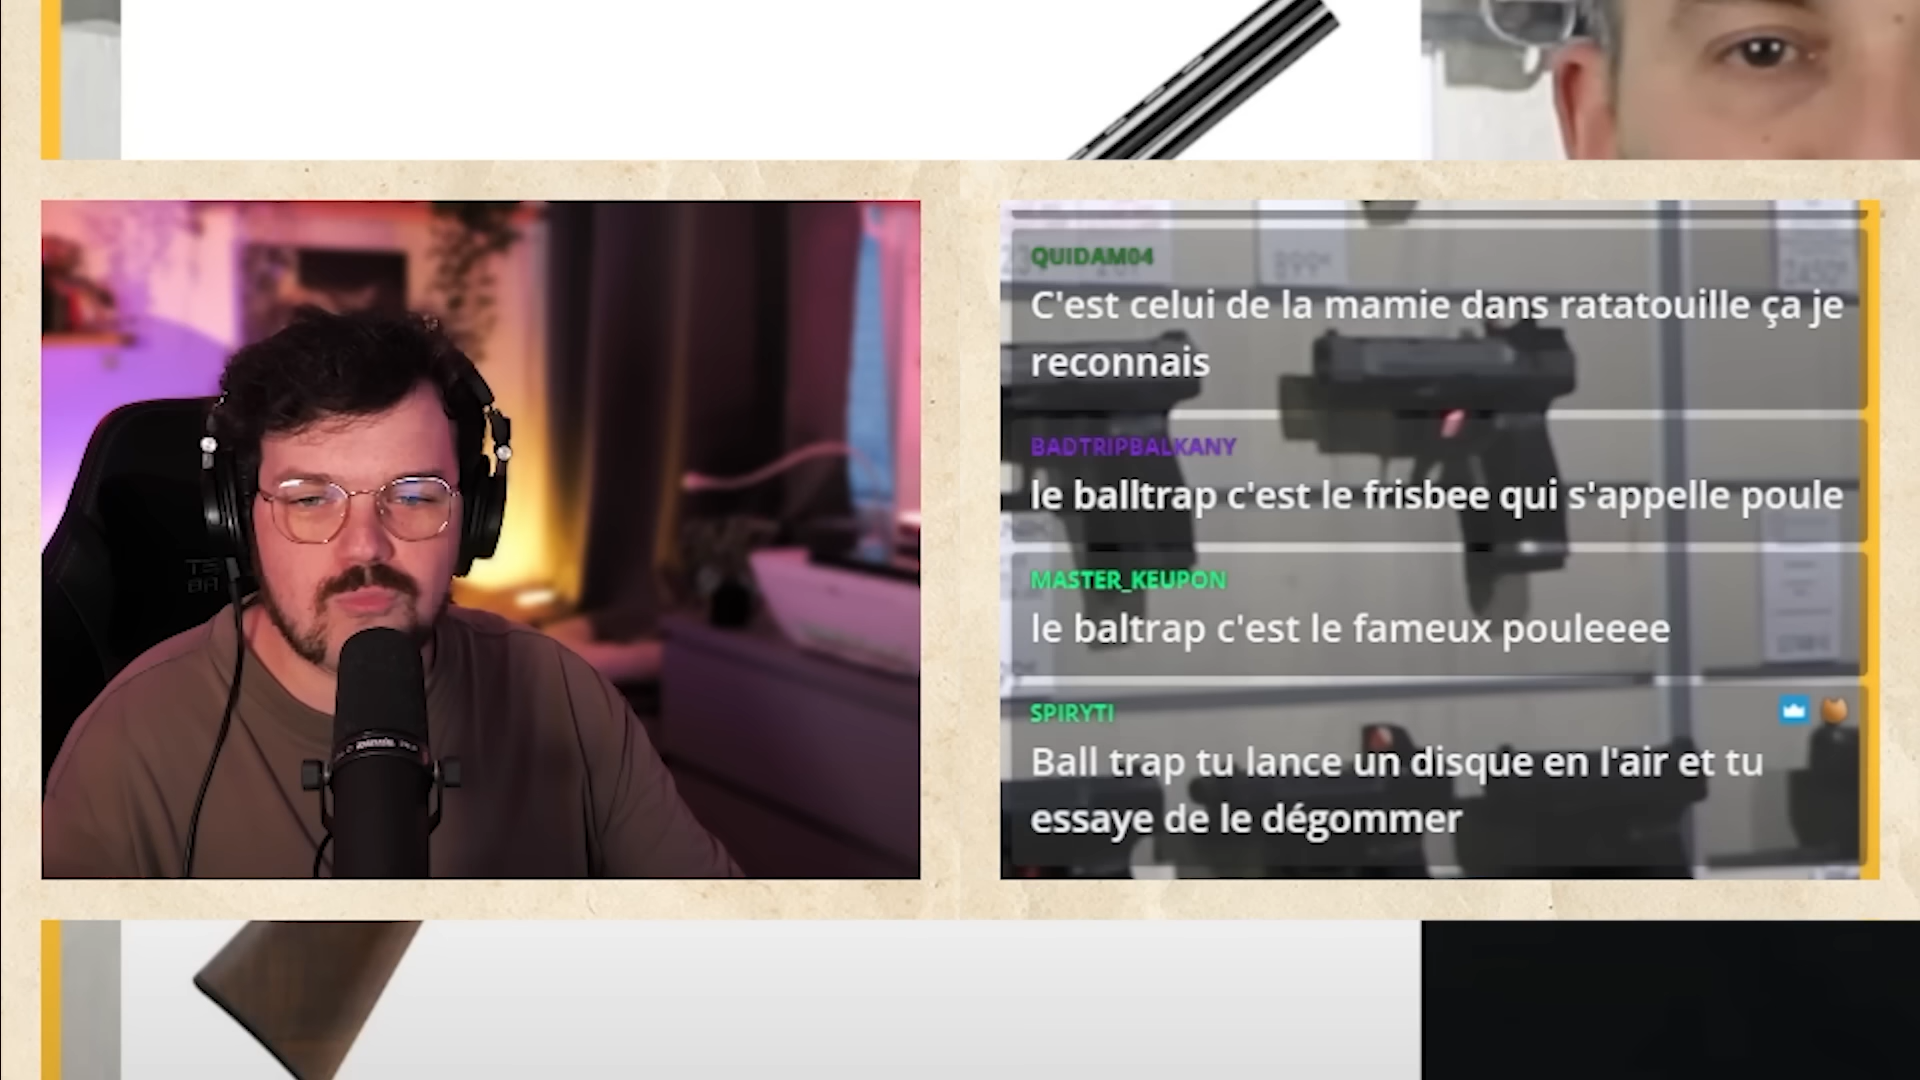 QUIDAM04
C'est celui de la mamie dans ratatouille ça je
reconnais
BADTRIPBALKANY
le balltrap c'est le frisbee qui s'appelle poule
MASTER_KEUPON
le baltrap c'est le fameux pouleeee
SPIRYTI
Ball trap tu lance un disque en l'air et tu
essaye de le dégommer